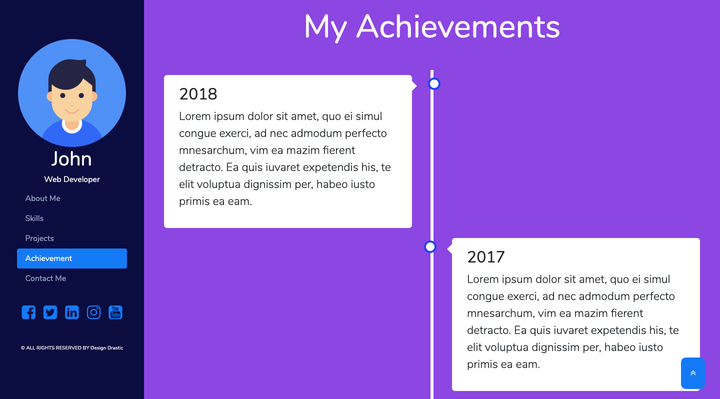 John
Web Developer
About Me
Skills
Projects
Achievement
Contact Me
© ALL RIGHTS RESERVED BY Design Drastic
My Achievements
2018
Lorem ipsum dolor sit amet, quo ei simul
congue exerci, ad nec admodum perfecto
mnesarchum, vim ea mazim fierent
detracto. Ea quis iuvaret expetendis his, te
elit voluptua dignissim per, habeo iusto
primis ea eam.
2017
Lorem ipsum dolor sit amet, quo ei simul
congue exerci, ad nec admodum perfecto
mnesarchum, vim ea mazim fierent
detracto. Ea quis iuvaret expetendis his, te
elit voluptua dignissim per, habeo iusto
primis ea eam.